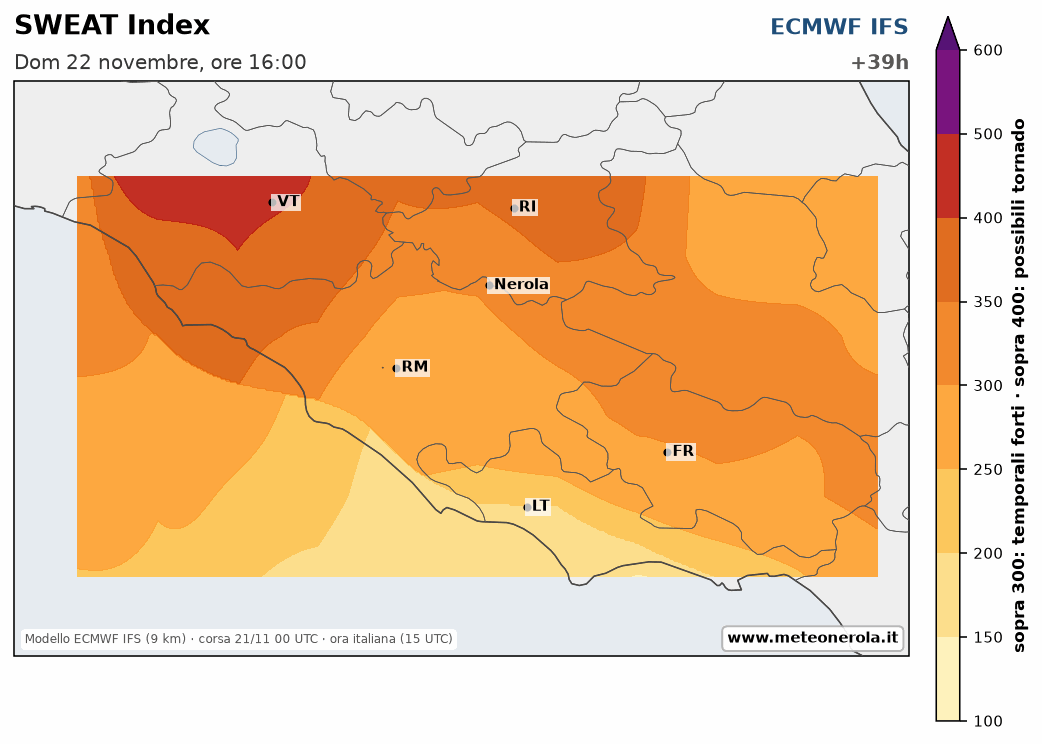 SWEAT Index
ECMWF IFS
Dom 22 novembre, ore 16:00
+39h
VT
RI
Nerola
RM
FR
LT
Modello ECMWF IFS (9 km) · corsa 21/11 00 UTC · ora italiana (15 UTC)
www.meteonerola.it
600
500
400
350
300
250
200
150
100
sopra 300: temporali forti · sopra 400: possibili tornado